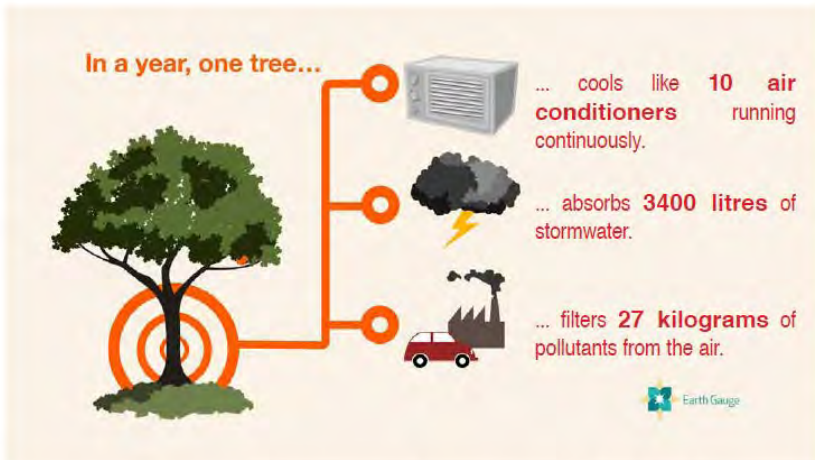 In a year, one tree...
... cools like 10 air
conditioners running
continuously.
... absorbs 3400 litres of
stormwater.
... filters 27 kilograms of
pollutants from the air.
Earth Gauge